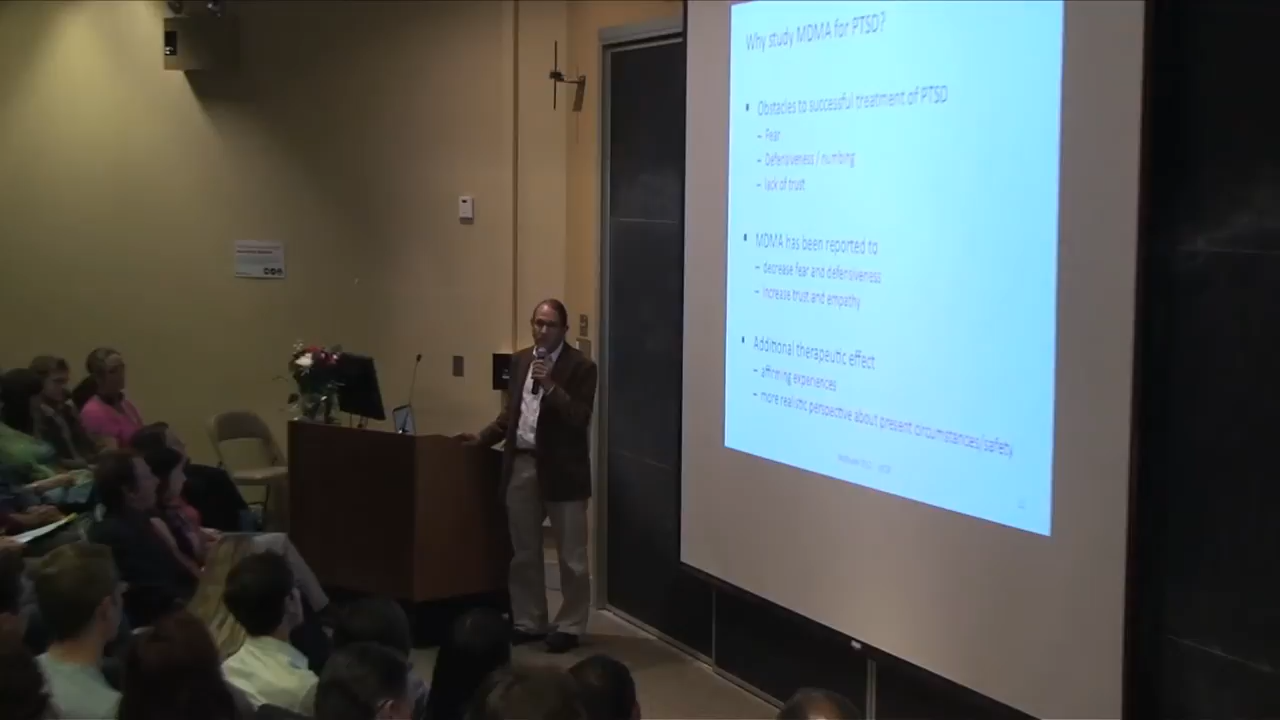 Why study MDMA for PTSD?
▪ Obstacles to successful treatment of PTSD
– Fear
– Defensiveness / numbing
– lack of trust
▪ MDMA has been reported to
– decrease fear and defensiveness
– increase trust and empathy
▪ Additional therapeutic effect
– affirming experiences
– more realistic perspective about present circumstances/safety